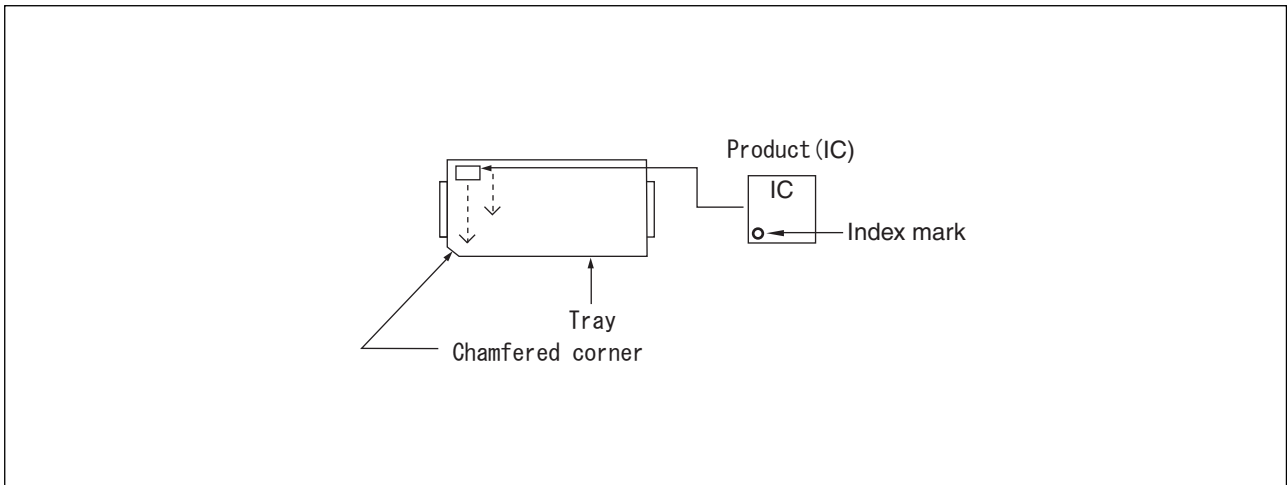 Product(IC)
IC
Index mark
Tray
Chamfered corner